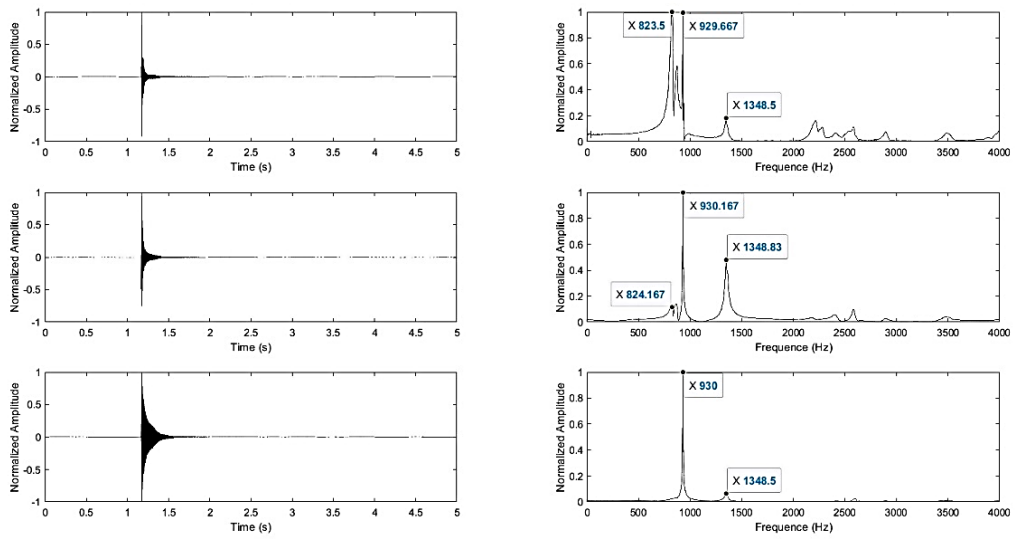 1
0.5
0
-0.5
-1
Normalized Amplitude
0 0.5 1 1.5 2 2.5 3 3.5 4 4.5 5
Time (s)
1
0.8
0.6
0.4
0.2
0
Normalized Amplitude
X 823.5
X 929.667
X 1348.5
0 500 1000 1500 2000 2500 3000 3500 4000
Frequence (Hz)
1
0.5
0
-0.5
-1
Normalized Amplitude
0 0.5 1 1.5 2 2.5 3 3.5 4 4.5 5
Time (s)
1
0.8
0.6
0.4
0.2
0
Normalized Amplitude
X 930.167
X 1348.83
X 824.167
0 500 1000 1500 2000 2500 3000 3500 4000
Frequence (Hz)
1
0.5
0
-0.5
-1
Normalized Amplitude
0 0.5 1 1.5 2 2.5 3 3.5 4 4.5 5
Time (s)
1
0.8
0.6
0.4
0.2
0
Normalized Amplitude
X 930
X 1348.5
0 500 1000 1500 2000 2500 3000 3500 4000
Frequence (Hz)